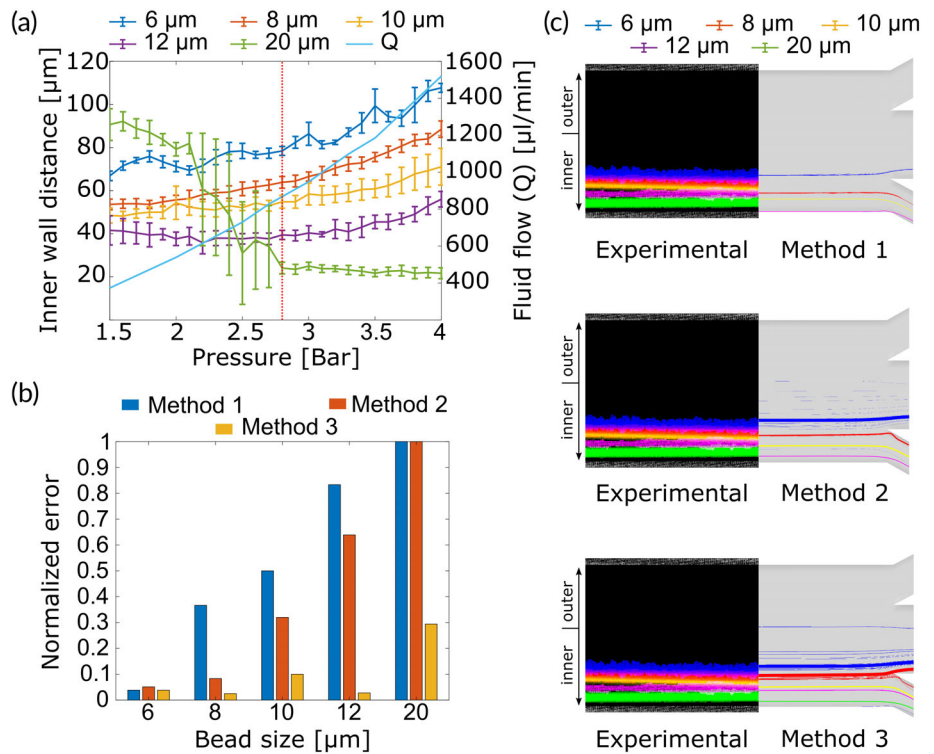 (a)
6 µm 8 µm 10 µm
12 µm 20 µm Q
Inner wall distance [µm]
120
100
80
60
40
20
1.5 2 2.5 3 3.5 4
Pressure [Bar]
1600
1400
1200
1000
800
600
400
Fluid flow (Q) [µl/min]
(b)
Method 1 Method 2
Method 3
Normalized error
1
0.9
0.8
0.7
0.6
0.5
0.4
0.3
0.2
0.1
0
6 8 10 12 20
Bead size [µm]
(c)
6 µm 8 µm 10 µm
12 µm 20 µm
inner | outer
Experimental Method 1
inner | outer
Experimental Method 2
inner | outer
Experimental Method 3